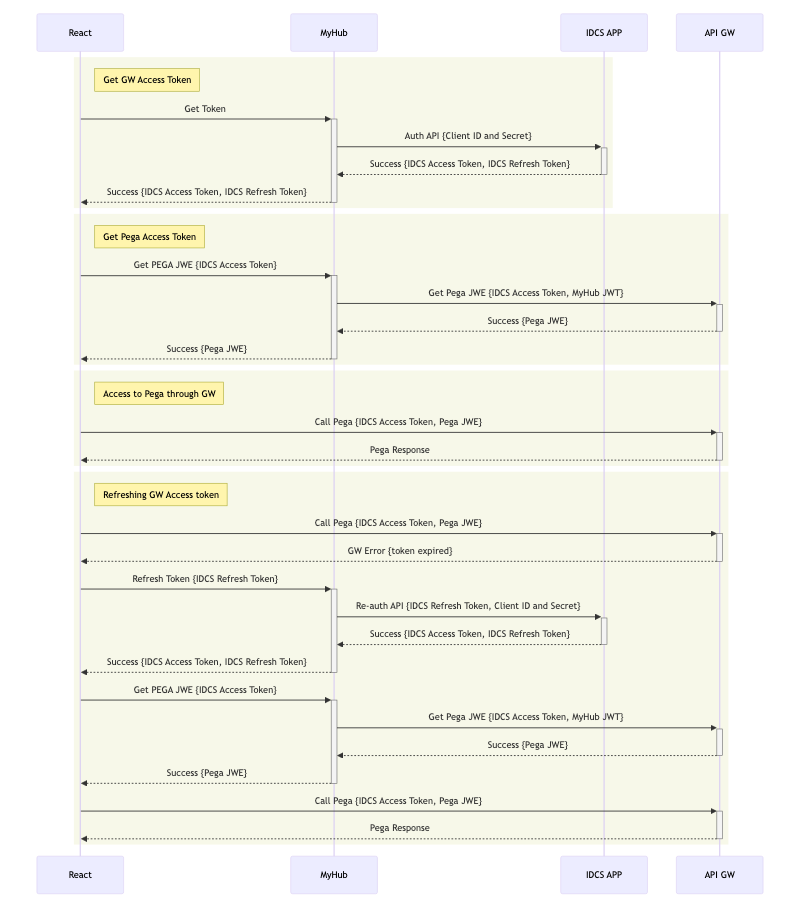 React
MyHub
IDCS APP
API GW
Get GW Access Token
Get Token
Auth API {Client ID and Secret}
Success {IDCS Access Token, IDCS Refresh Token}
Success {IDCS Access Token, IDCS Refresh Token}
Get Pega Access Token
Get PEGA JWE {IDCS Access Token}
Get Pega JWE {IDCS Access Token, MyHub JWT}
Success {Pega JWE}
Success {Pega JWE}
Access to Pega through GW
Call Pega {IDCS Access Token, Pega JWE}
Pega Response
Refreshing GW Access token
Call Pega {IDCS Access Token, Pega JWE}
GW Error {token expired}
Refresh Token {IDCS Refresh Token}
Re-auth API {IDCS Refresh Token, Client ID and Secret}
Success {IDCS Access Token, IDCS Refresh Token}
Success {IDCS Access Token, IDCS Refresh Token}
Get PEGA JWE {IDCS Access Token}
Get Pega JWE {IDCS Access Token, MyHub JWT}
Success {Pega JWE}
Success {Pega JWE}
Call Pega {IDCS Access Token, Pega JWE}
Pega Response
React
MyHub
IDCS APP
API GW